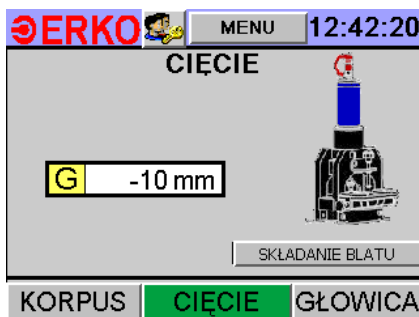 ERKO MENU 12:42:20
CIĘCIE
G -10 mm
SKŁADANIE BLATU
KORPUS CIĘCIE GŁOWICA